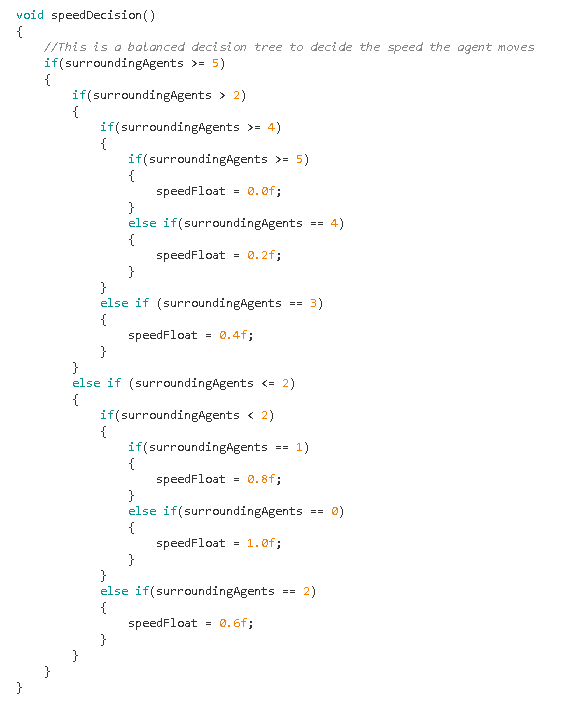 void speedDecision()
{
    //This is a balanced decision tree to decide the speed the agent moves
    if(surroundingAgents >= 5)
    {
        if(surroundingAgents > 2)
        {
            if(surroundingAgents >= 4)
            {
                if(surroundingAgents >= 5)
                {
                    speedFloat = 0.0f;
                }
                else if(surroundingAgents == 4)
                {
                    speedFloat = 0.2f;
                }
            }
            else if (surroundingAgents == 3)
            {
                speedFloat = 0.4f;
            }
        }
        else if (surroundingAgents <= 2)
        {
            if(surroundingAgents < 2)
            {
                if(surroundingAgents == 1)
                {
                    speedFloat = 0.8f;
                }
                else if(surroundingAgents == 0)
                {
                    speedFloat = 1.0f;
                }
            }
            else if(surroundingAgents == 2)
            {
                speedFloat = 0.6f;
            }
        }
    }
}